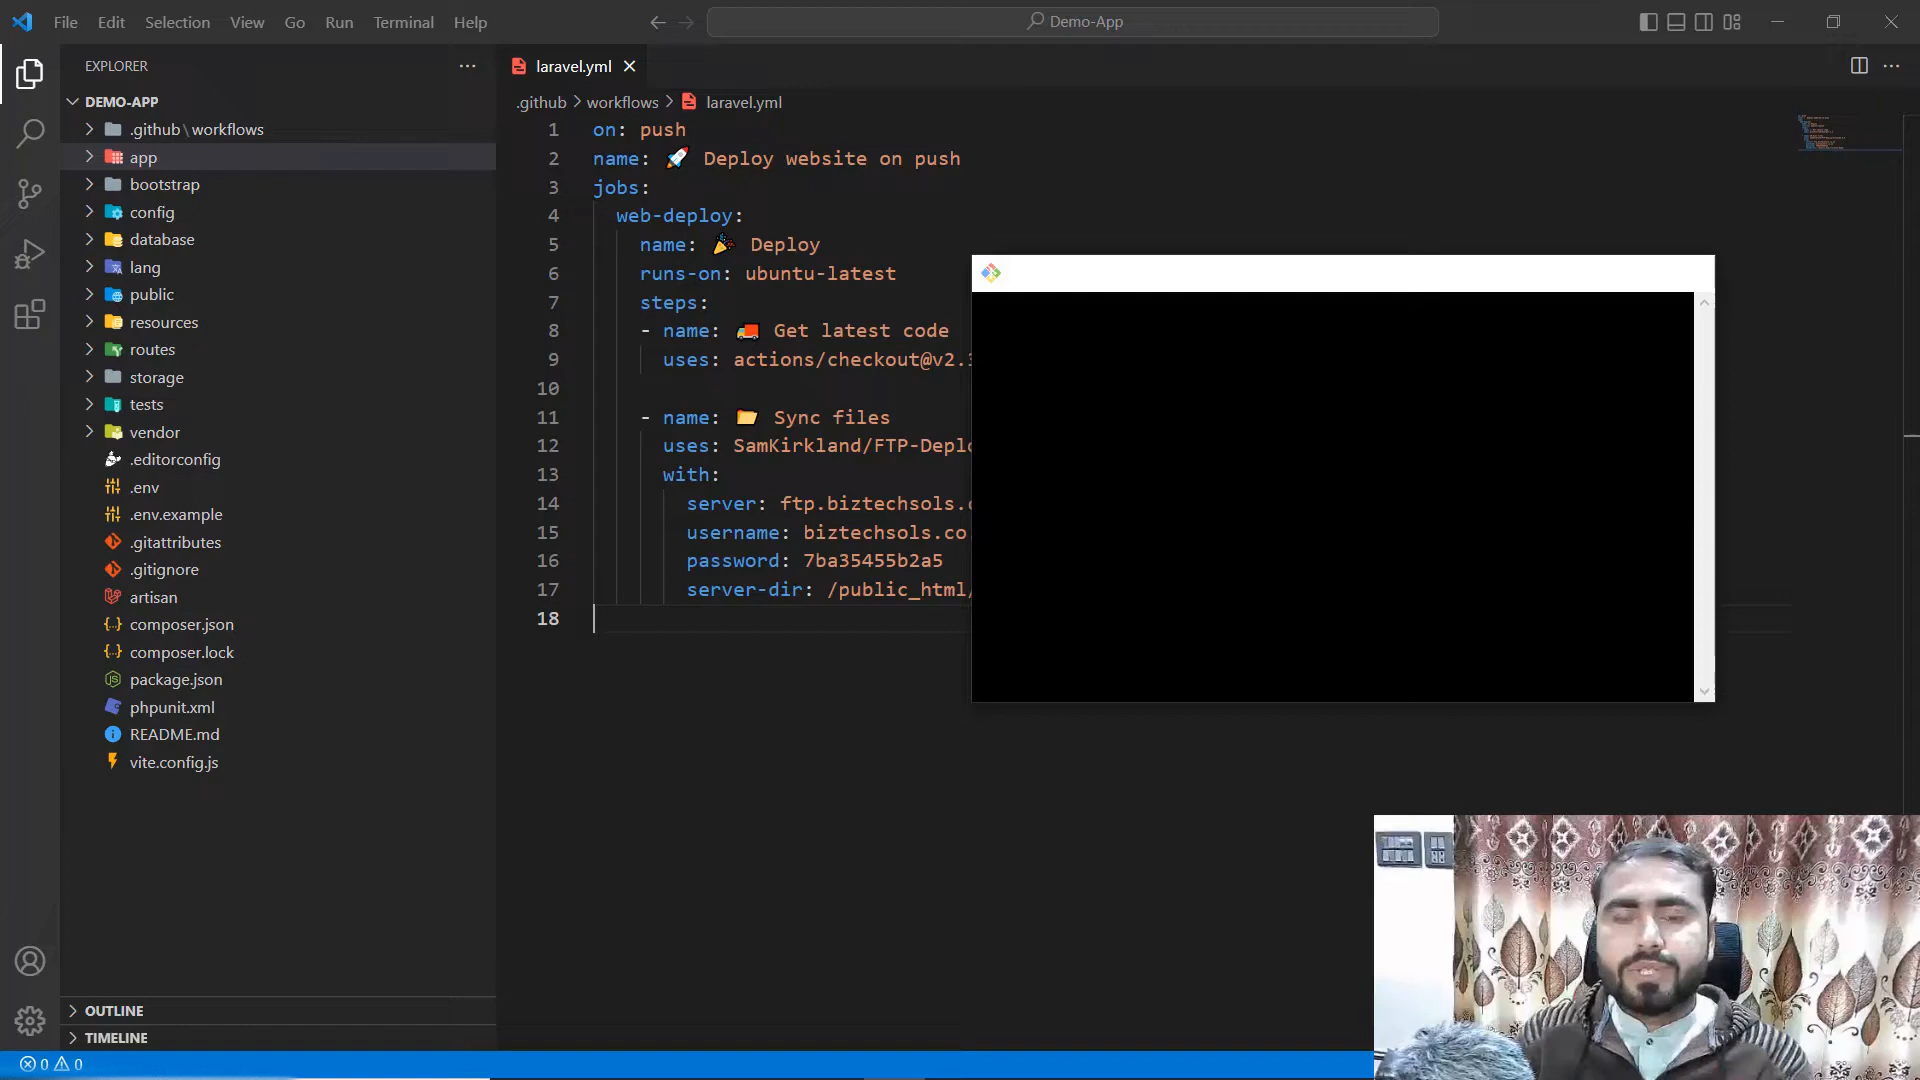 File Edit Selection View Go Run Terminal Help
Demo-App
EXPLORER
laravel.yml
.github > workflows > laravel.yml
DEMO-APP
.github\workflows
app
bootstrap
config
database
lang
public
resources
routes
storage
tests
vendor
.editorconfig
.env
.env.example
.gitattributes
.gitignore
artisan
composer.json
composer.lock
package.json
phpunit.xml
README.md
vite.config.js
OUTLINE
TIMELINE
0 0
1 on: push
2 name: 🚀 Deploy website on push
3 jobs:
4 web-deploy:
5 name: 🎉 Deploy
6 runs-on: ubuntu-latest
7 steps:
8 - name: 🚚 Get latest code
9 uses: actions/checkout@v2.
10
11 - name: 📂 Sync files
12 uses: SamKirkland/FTP-Deplo
13 with:
14 server: ftp.biztechsols.
15 username: biztechsols.co.
16 password: 7ba35455b2a5
17 server-dir: /public_html/
18